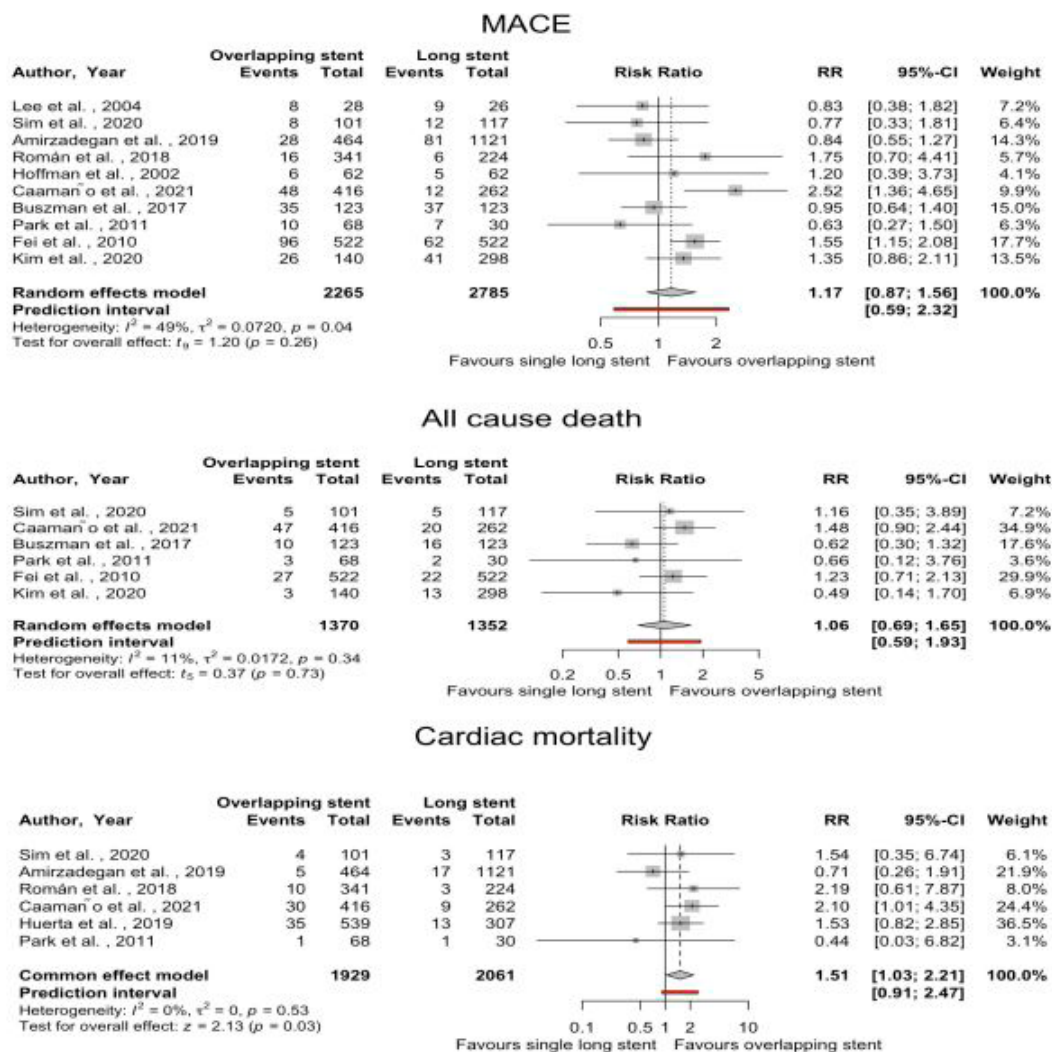 MACE
Overlapping stent Long stent
Author, Year Events Total Events Total Risk Ratio RR 95%-CI Weight
Lee et al. , 2004 8 28 9 26 0.83 [0.38; 1.82] 7.2%
Sim et al. , 2020 8 101 12 117 0.77 [0.33; 1.81] 6.4%
Amirzadegan et al. , 2019 28 464 81 1121 0.84 [0.55; 1.27] 14.3%
Román et al. , 2018 16 341 6 224 1.75 [0.70; 4.41] 5.7%
Hoffman et al. , 2002 6 62 5 62 1.20 [0.39; 3.73] 4.1%
Caamaño et al. , 2021 48 416 12 262 2.52 [1.36; 4.65] 9.9%
Buszman et al. , 2017 35 123 37 123 0.95 [0.64; 1.40] 15.0%
Park et al. , 2011 10 68 7 30 0.63 [0.27; 1.50] 6.3%
Fei et al. , 2010 96 522 62 522 1.55 [1.15; 2.08] 17.7%
Kim et al. , 2020 26 140 41 298 1.35 [0.86; 2.11] 13.5%
Random effects model 2265 2785 1.17 [0.87; 1.56] 100.0%
Prediction interval [0.59; 2.32]
Heterogeneity: I² = 49%, τ² = 0.0720, p = 0.04
Test for overall effect: t₉ = 1.20 (p = 0.26)
0.5 1 2
Favours single long stent Favours overlapping stent
All cause death
Overlapping stent Long stent
Author, Year Events Total Events Total Risk Ratio RR 95%-CI Weight
Sim et al. , 2020 5 101 5 117 1.16 [0.35; 3.89] 7.2%
Caamaño et al. , 2021 47 416 20 262 1.48 [0.90; 2.44] 34.9%
Buszman et al. , 2017 10 123 16 123 0.62 [0.30; 1.32] 17.6%
Park et al. , 2011 3 68 2 30 0.66 [0.12; 3.76] 3.6%
Fei et al. , 2010 27 522 22 522 1.23 [0.71; 2.13] 29.9%
Kim et al. , 2020 3 140 13 298 0.49 [0.14; 1.70] 6.9%
Random effects model 1370 1352 1.06 [0.69; 1.65] 100.0%
Prediction interval [0.59; 1.93]
Heterogeneity: I² = 11%, τ² = 0.0172, p = 0.34
Test for overall effect: t₅ = 0.37 (p = 0.73)
0.2 0.5 1 2 5
Favours single long stent Favours overlapping stent
Cardiac mortality
Overlapping stent Long stent
Author, Year Events Total Events Total Risk Ratio RR 95%-CI Weight
Sim et al. , 2020 4 101 3 117 1.54 [0.35; 6.74] 6.1%
Amirzadegan et al. , 2019 5 464 17 1121 0.71 [0.26; 1.91] 21.9%
Román et al. , 2018 10 341 3 224 2.19 [0.61; 7.87] 8.0%
Caamaño et al. , 2021 30 416 9 262 2.10 [1.01; 4.35] 24.4%
Huerta et al. , 2019 35 539 13 307 1.53 [0.82; 2.85] 36.5%
Park et al. , 2011 1 68 1 30 0.44 [0.03; 6.82] 3.1%
Common effect model 1929 2061 1.51 [1.03; 2.21] 100.0%
Prediction interval [0.91; 2.47]
Heterogeneity: I² = 0%, τ² = 0, p = 0.53
Test for overall effect: z = 2.13 (p = 0.03)
0.1 0.5 1 2 10
Favours single long stent Favours overlapping stent